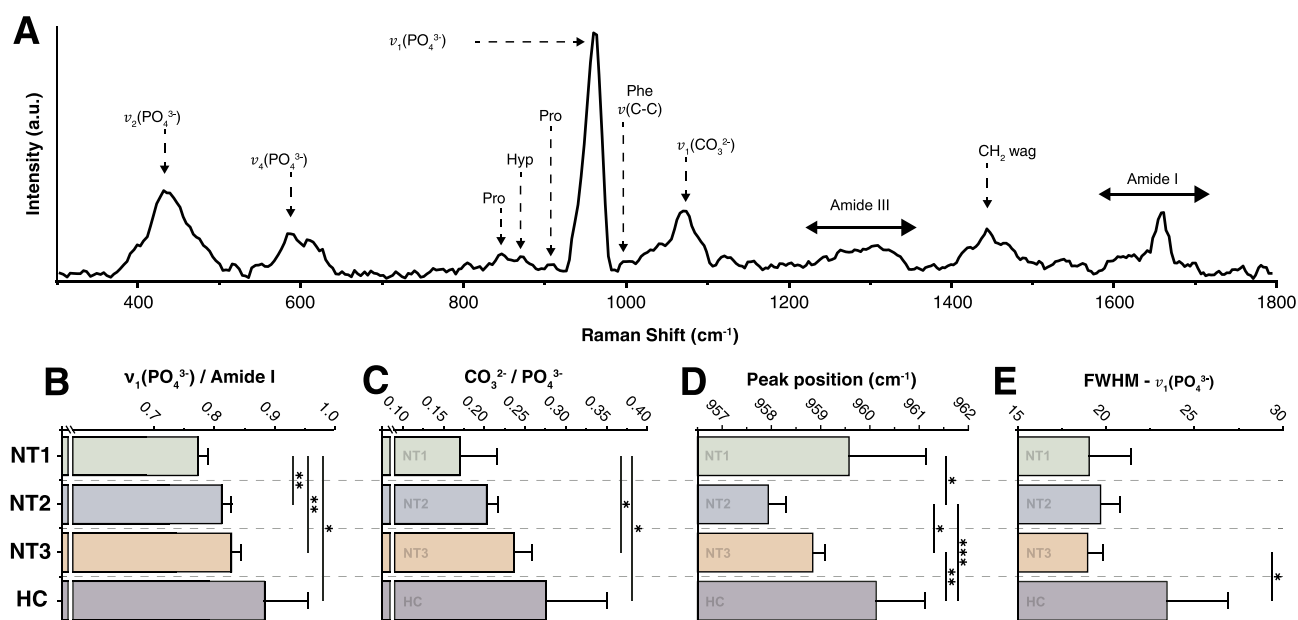 A
ν₁(PO₄³⁻)
Phe
ν(C-C)
ν₂(PO₄³⁻)
Pro
ν₁(CO₃²⁻)
ν₄(PO₄³⁻)
Hyp
CH₂ wag
Pro
Amide III
Amide I
Intensity (a.u.)
400 600 800 1000 1200 1400 1600 1800
Raman Shift (cm⁻¹)
B
ν₁(PO₄³⁻) / Amide I
0.7 0.8 0.9 1.0
NT1
NT2
NT3
HC
**
**
*
C
CO₃²⁻ / PO₄³⁻
0.10 0.15 0.20 0.25 0.30 0.35 0.40
NT1
NT2
NT3
HC
*
*
D
Peak position (cm⁻¹)
957 958 959 960 961 962
NT1
NT2
NT3
HC
*
*
**
***
E
FWHM - ν₁(PO₄³⁻)
15 20 25 30
NT1
NT2
NT3
HC
*